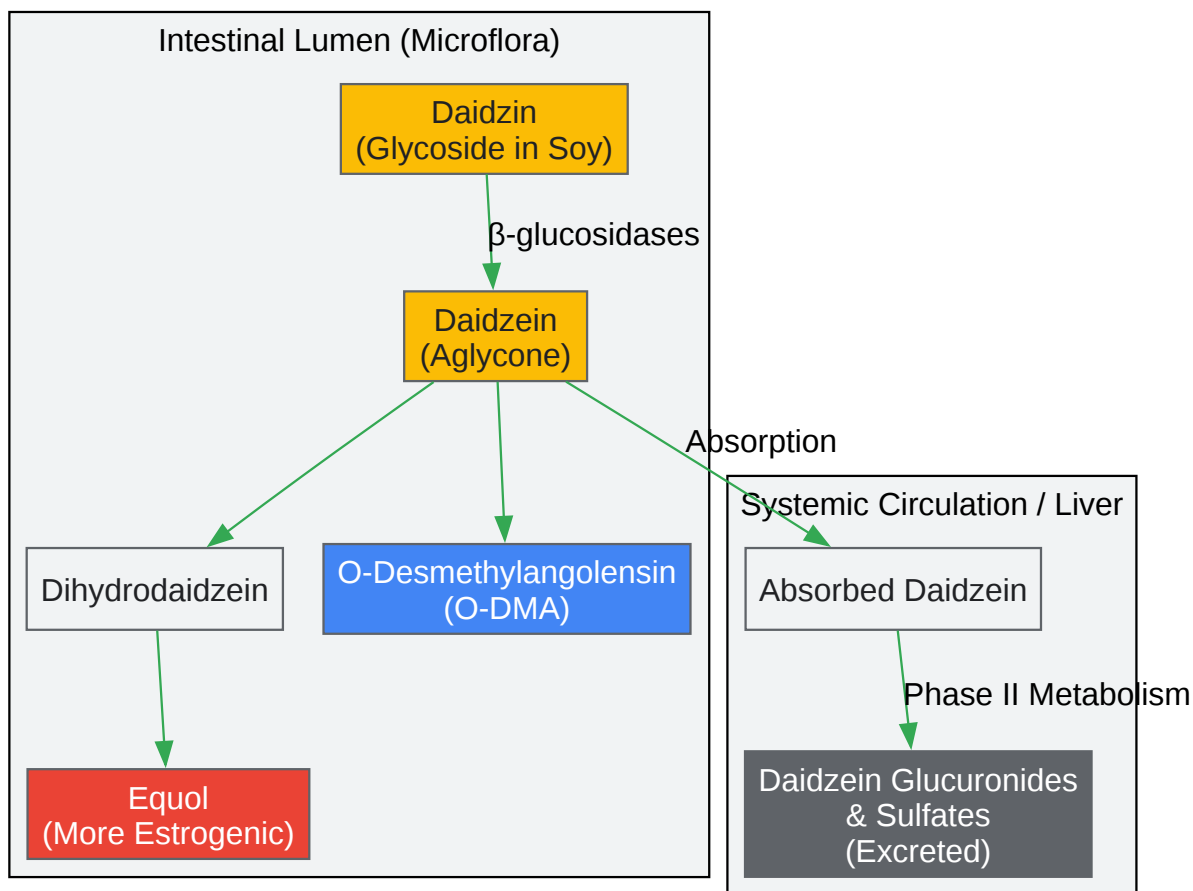 Intestinal Lumen (Microflora)
Daidzin
(Glycoside in Soy)
β-glucosidases
Daidzein
(Aglycone)
Absorption
Systemic Circulation / Liver
Dihydrodaidzein
O-Desmethylangolensin
(O-DMA)
Absorbed Daidzein
Phase II Metabolism
Equol
(More Estrogenic)
Daidzein Glucuronides
& Sulfates
(Excreted)